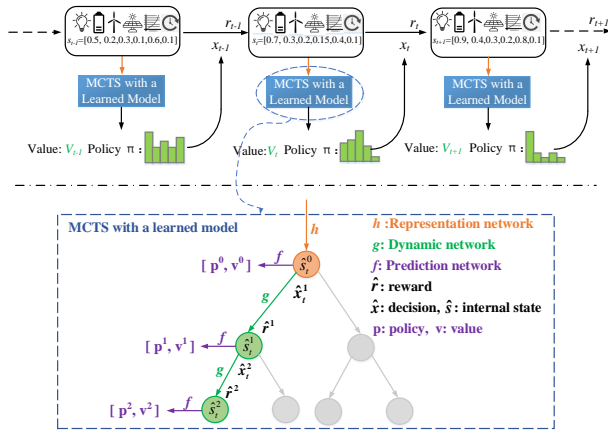 r_{t-1} r_t r_{t+1}
s_{t-1}=[0.5, 0.2,0.3,0.1,0.6,0.1] x_{t-1} s_t=[0.7, 0.3,0.2,0.15,0.4,0.1] x_t s_{t+1}=[0.9, 0.4,0.3,0.2,0.8,0.1] x_{t+1}
MCTS with a Learned Model
MCTS with a Learned Model
MCTS with a Learned Model
Value: V_{t-1} Policy π :
Value: V_t Policy π :
Value: V_{t+1} Policy π :
MCTS with a learned model
h
h :Representation network
g: Dynamic network
f: Prediction network
r̂ : reward
x̂: decision, ŝ : internal state
p: policy, v: value
[ p^0, v^0 ] f ŝ_t^0
g x̂_t^1
r̂^1
[ p^1, v^1 ] f ŝ_t^1
g x̂_t^2
r̂^2
[ p^2, v^2 ] f ŝ_t^2